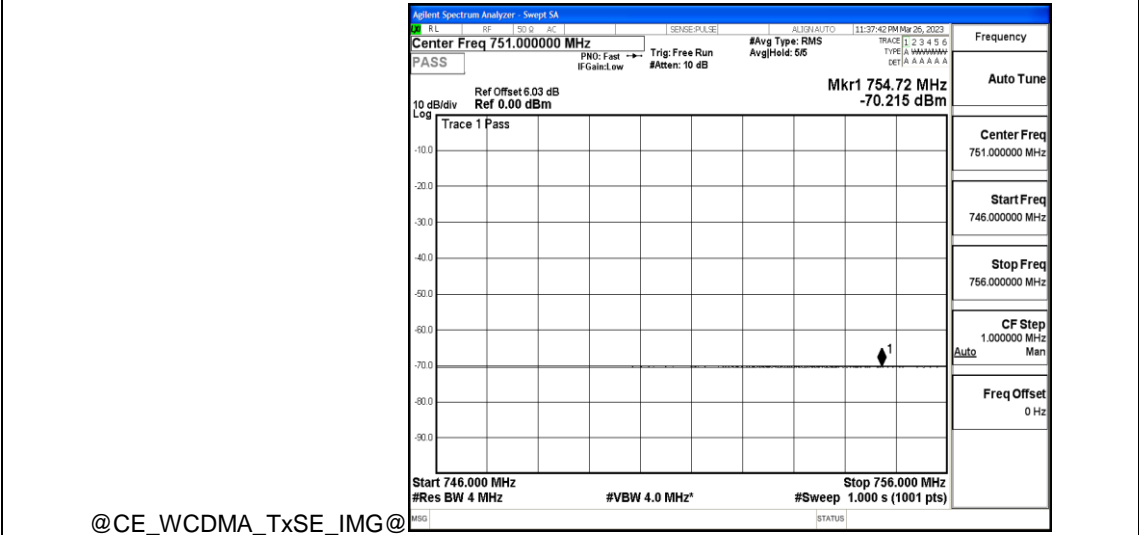 Agilent Spectrum Analyzer - Swept SA
RL RF 50 Ω AC SENSE:PULSE ALIGN AUTO 11:37:42 PM Mar 26, 2023
Center Freq 751.000000 MHz #Avg Type: RMS TRACE 1 2 3 4 5 6
PASS PNO: Fast Trig: Free Run Avg|Hold: 5/5 TYPE A WWWWW
IFGain:Low #Atten: 10 dB DET A A A A A A
Mkr1 754.72 MHz
Ref Offset 6.03 dB
10 dB/div Ref 0.00 dBm -70.215 dBm
Log
Trace 1 Pass
-10.0
-20.0
-30.0
-40.0
-50.0
-60.0
1
-70.0
-80.0
-90.0
Start 746.000 MHz Stop 756.000 MHz
#Res BW 4 MHz #VBW 4.0 MHz* #Sweep 1.000 s (1001 pts)
MSG STATUS
Frequency
Auto Tune
Center Freq
751.000000 MHz
Start Freq
746.000000 MHz
Stop Freq
756.000000 MHz
CF Step
1.000000 MHz
Auto Man
Freq Offset
0 Hz
@CE_WCDMA_TxSE_IMG@